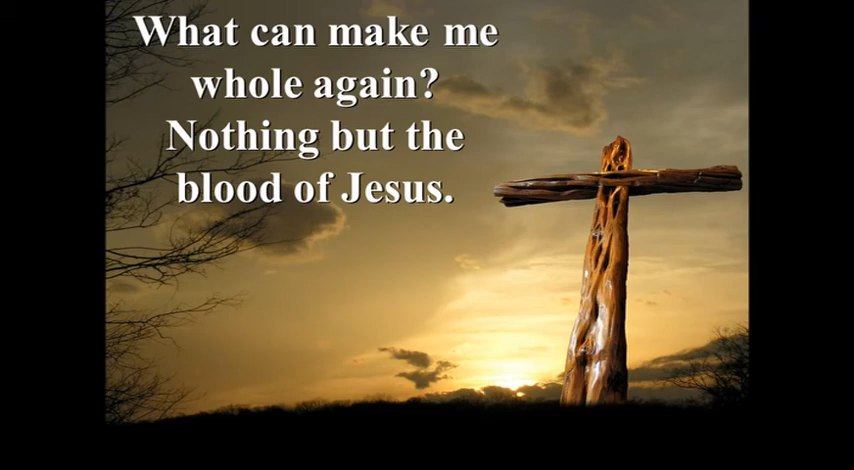 What can make me
whole again?
Nothing but the
blood of Jesus.